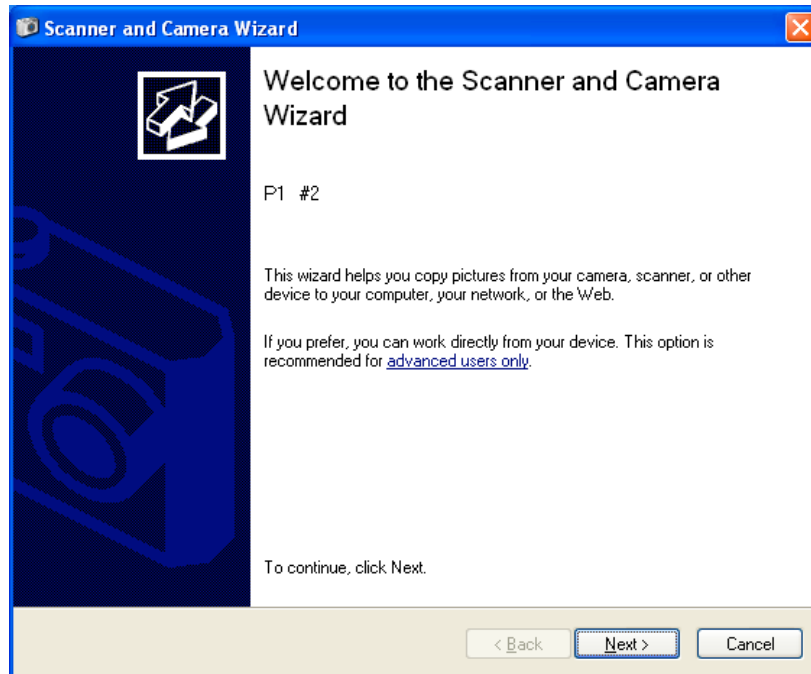 Scanner and Camera Wizard
Welcome to the Scanner and Camera
Wizard
P1 #2
This wizard helps you copy pictures from your camera, scanner, or other
device to your computer, your network, or the Web.
If you prefer, you can work directly from your device. This option is
recommended for advanced users only.
To continue, click Next.
< Back
Next >
Cancel